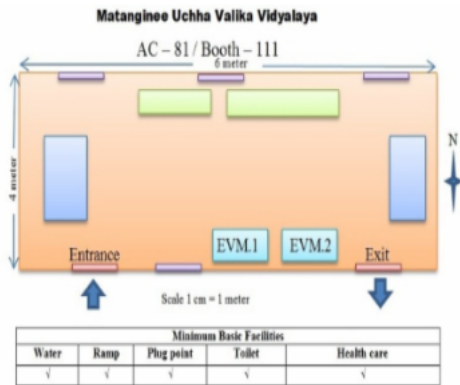 Matanginee Uchha Valika Vidyalaya
AC – 81 / Booth – 111
6 meter
4 meter
N
EVM.1 EVM.2
Entrance Exit
Scale 1 cm = 1 meter
Minimum Basic Facilities
Water Ramp Plug point Toilet Health care
√ √ √ √ √